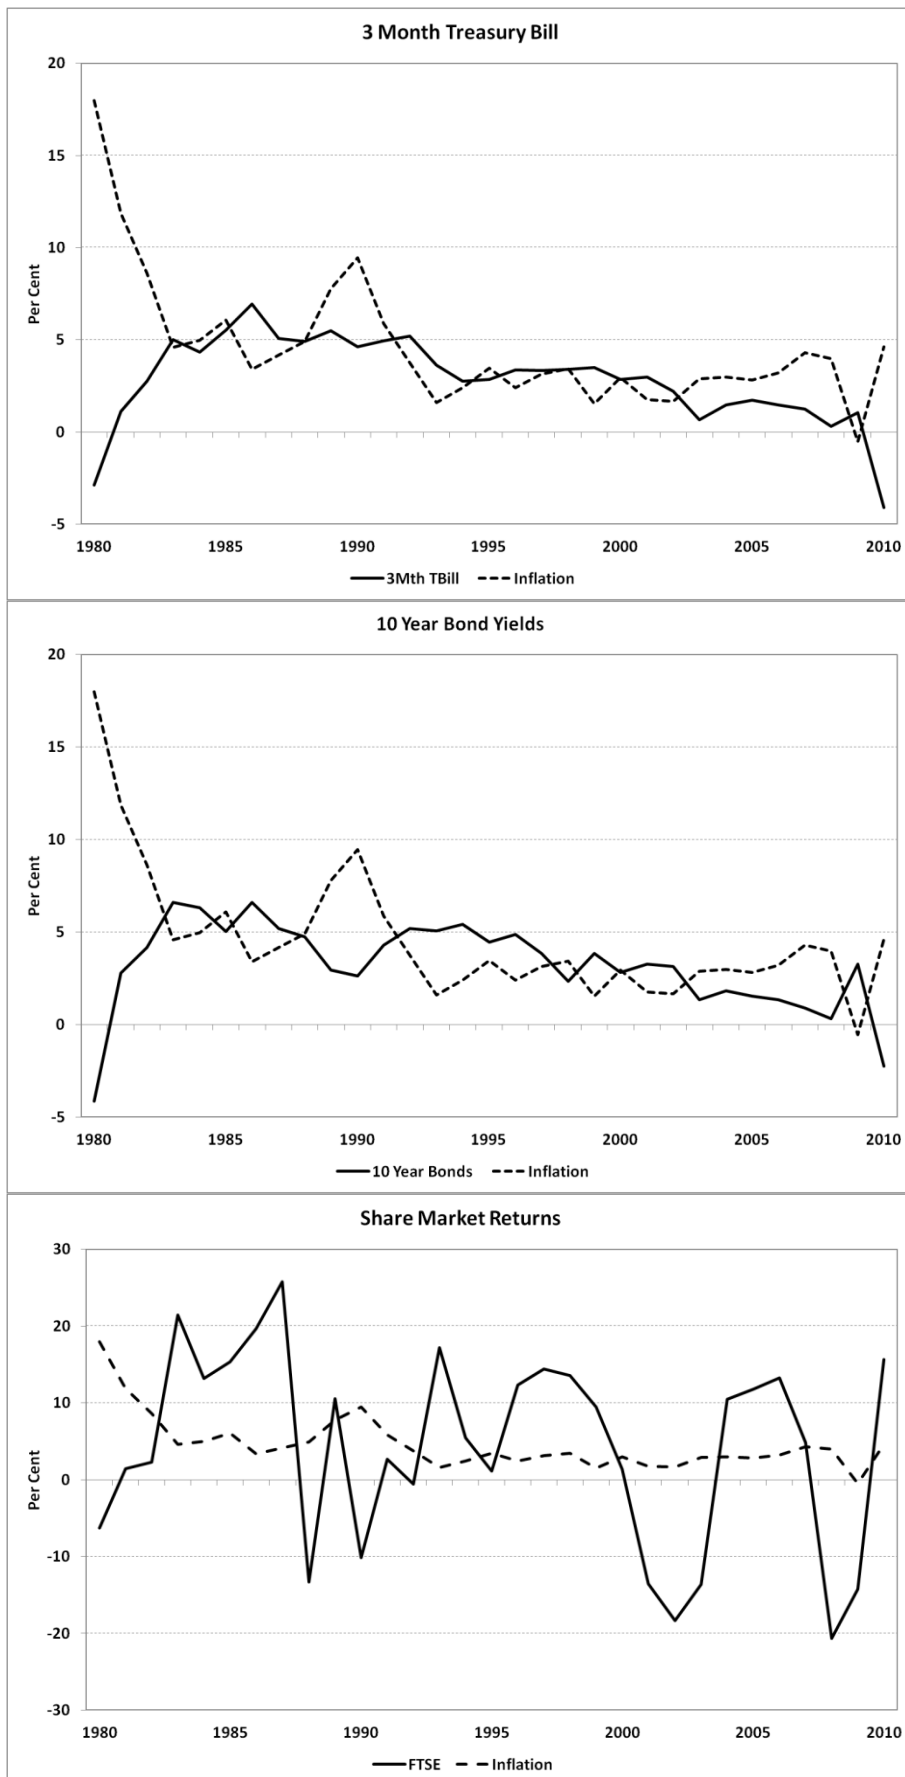 3 Month Treasury Bill
20
15
10
5
0
-5
Per Cent
1980 1985 1990 1995 2000 2005 2010
3Mth TBill Inflation
10 Year Bond Yields
20
15
10
5
0
-5
Per Cent
1980 1985 1990 1995 2000 2005 2010
10 Year Bonds Inflation
Share Market Returns
30
20
10
0
-10
-20
-30
Per Cent
1980 1985 1990 1995 2000 2005 2010
FTSE Inflation